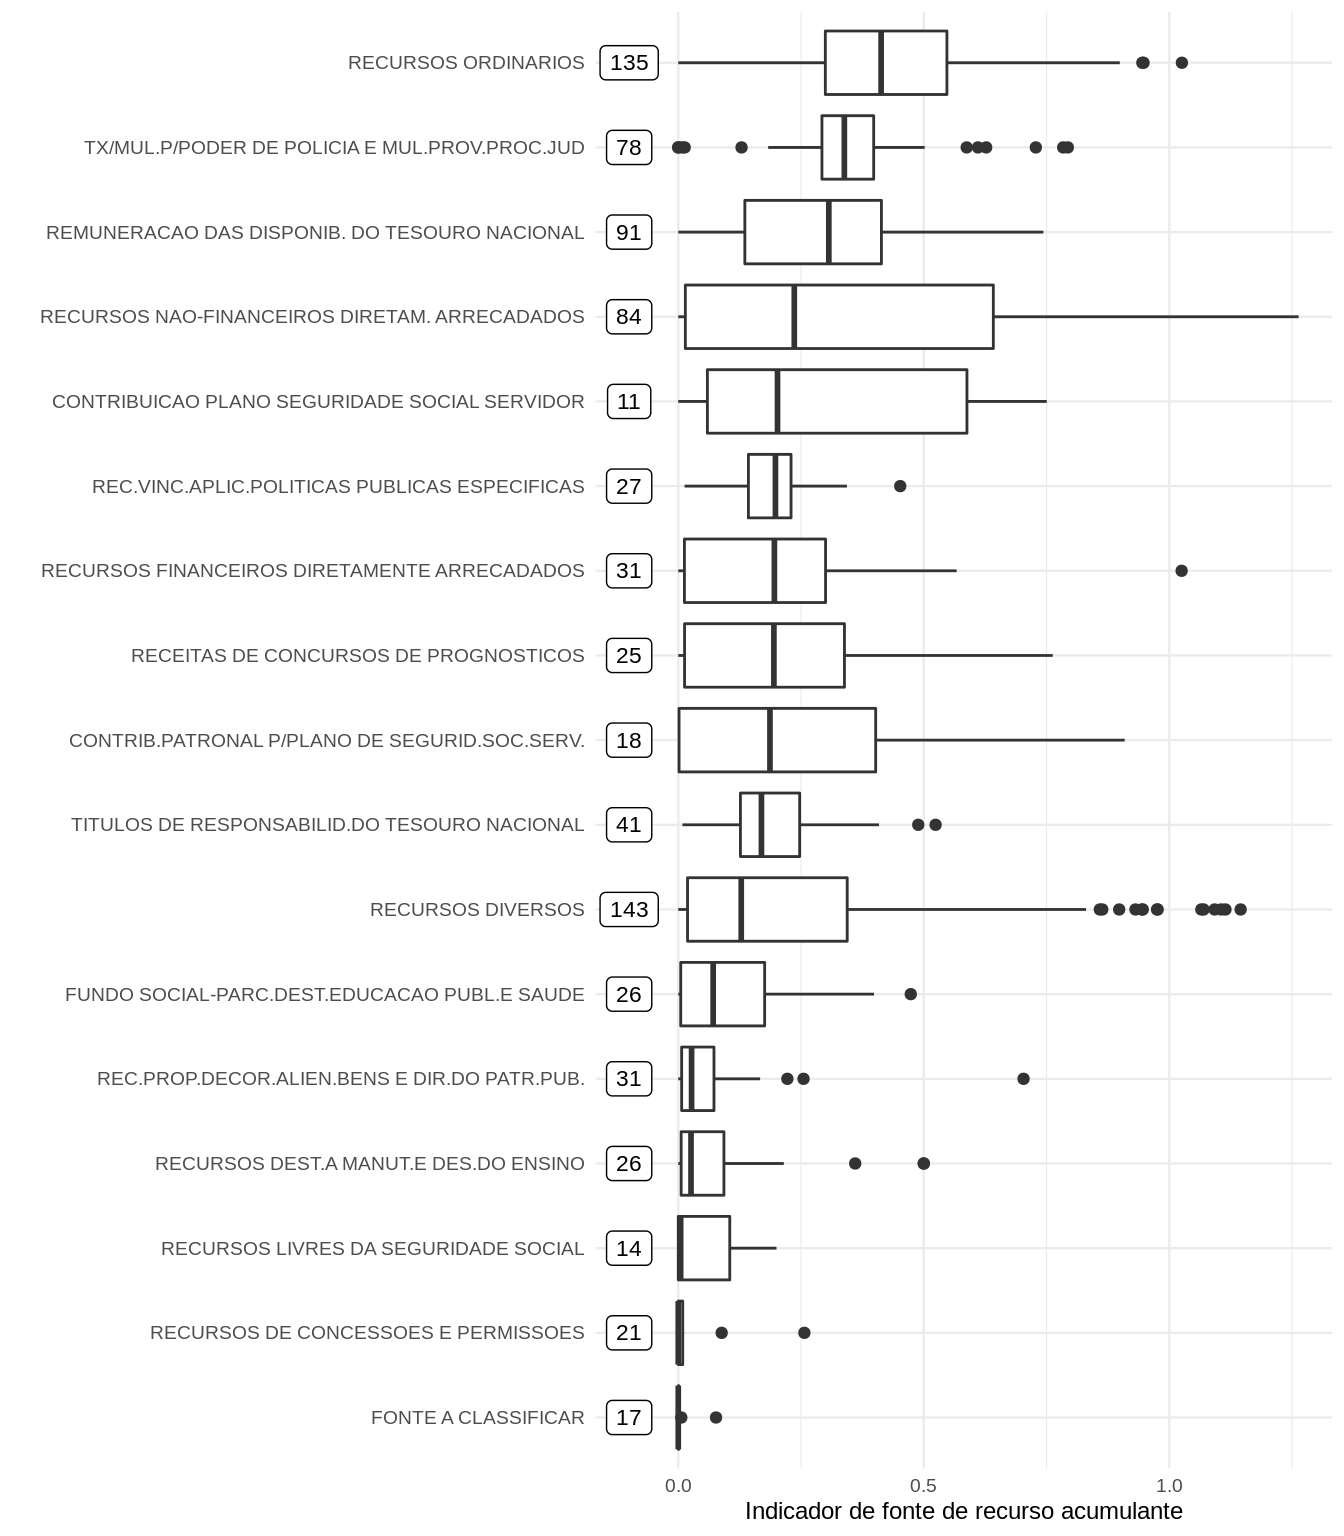 RECURSOS ORDINARIOS 135
TX/MUL.P/PODER DE POLICIA E MUL.PROV.PROC.JUD 78
REMUNERACAO DAS DISPONIB. DO TESOURO NACIONAL 91
RECURSOS NAO-FINANCEIROS DIRETAM. ARRECADADOS 84
CONTRIBUICAO PLANO SEGURIDADE SOCIAL SERVIDOR 11
REC.VINC.APLIC.POLITICAS PUBLICAS ESPECIFICAS 27
RECURSOS FINANCEIROS DIRETAMENTE ARRECADADOS 31
RECEITAS DE CONCURSOS DE PROGNOSTICOS 25
CONTRIB.PATRONAL P/PLANO DE SEGURID.SOC.SERV. 18
TITULOS DE RESPONSABILID.DO TESOURO NACIONAL 41
RECURSOS DIVERSOS 143
FUNDO SOCIAL-PARC.DEST.EDUCACAO PUBL.E SAUDE 26
REC.PROP.DECOR.ALIEN.BENS E DIR.DO PATR.PUB. 31
RECURSOS DEST.A MANUT.E DES.DO ENSINO 26
RECURSOS LIVRES DA SEGURIDADE SOCIAL 14
RECURSOS DE CONCESSOES E PERMISSOES 21
FONTE A CLASSIFICAR 17
0.0 0.5 1.0
Indicador de fonte de recurso acumulante